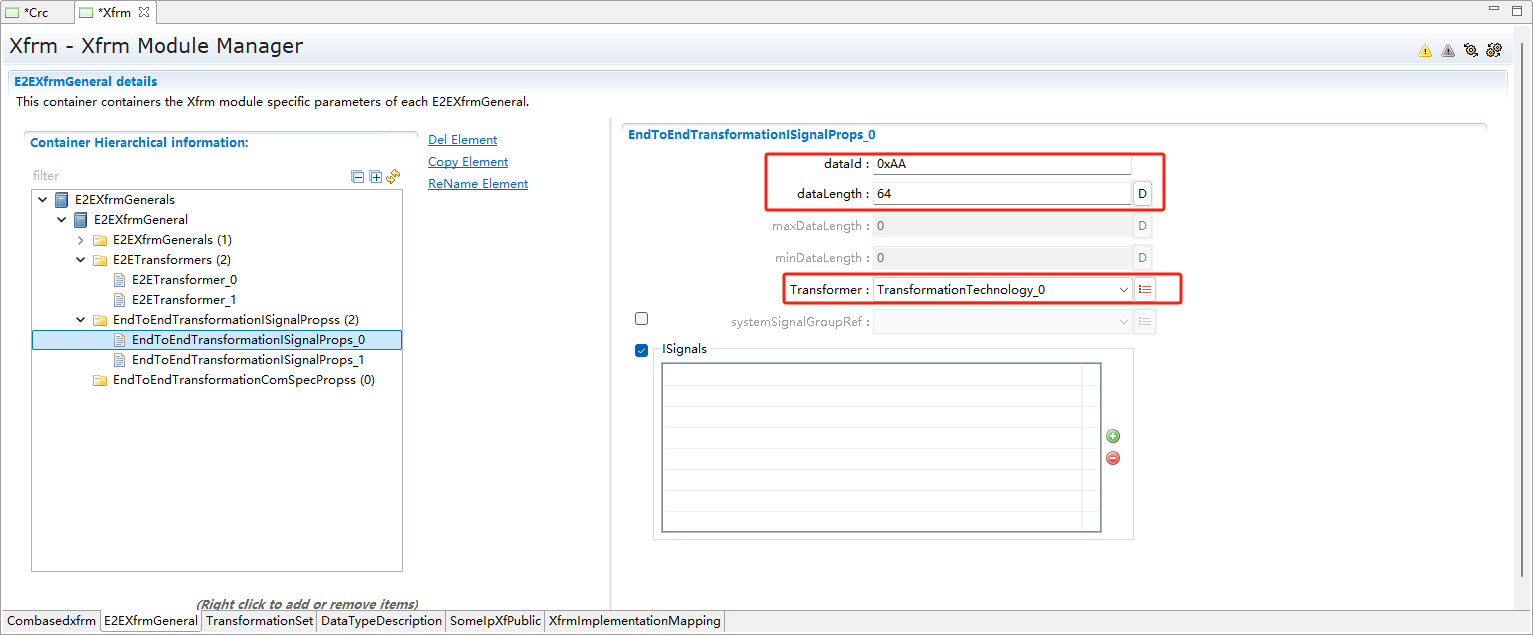 *Crc
*Xfrm
Xfrm - Xfrm Module Manager
E2EXfrmGeneral details
This container containers the Xfrm module specific parameters of each E2EXfrmGeneral.
Container Hierarchical information:
Del Element
Copy Element
ReName Element
filter
E2EXfrmGenerals
E2EXfrmGeneral
E2EXfrmGenerals (1)
E2ETransformers (2)
E2ETransformer_0
E2ETransformer_1
EndToEndTransformationISignalPropss (2)
EndToEndTransformationISignalProps_0
EndToEndTransformationISignalProps_1
EndToEndTransformationComSpecPropss (0)
(Right click to add or remove items)
EndToEndTransformationISignalProps_0
dataId : 0xAA
dataLength : 64 D
maxDataLength : 0 D
minDataLength : 0 D
Transformer : TransformationTechnology_0
systemSignalGroupRef :
ISignals
Combasedxfrm E2EXfrmGeneral TransformationSet DataTypeDescription SomeIpXfPublic XfrmImplementationMapping